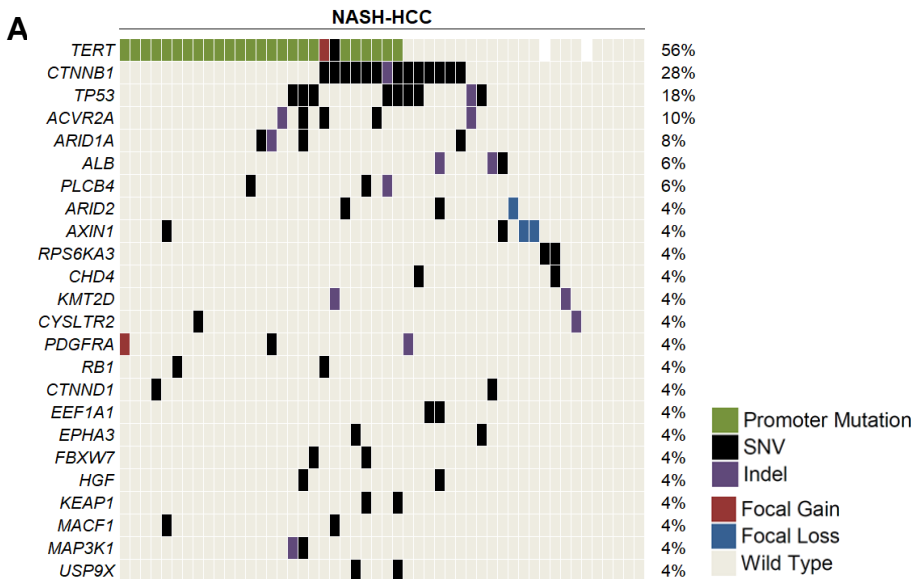 A
NASH-HCC
TERT 56%
CTNNB1 28%
TP53 18%
ACVR2A 10%
ARID1A 8%
ALB 6%
PLCB4 6%
ARID2 4%
AXIN1 4%
RPS6KA3 4%
CHD4 4%
KMT2D 4%
CYSLTR2 4%
PDGFRA 4%
RB1 4%
CTNND1 4%
EEF1A1 4%
EPHA3 4%
FBXW7 4%
HGF 4%
KEAP1 4%
MACF1 4%
MAP3K1 4%
USP9X 4%
Promoter Mutation
SNV
Indel
Focal Gain
Focal Loss
Wild Type